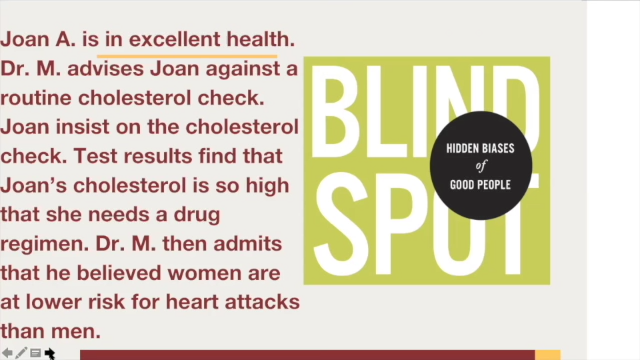 Joan A. is in excellent health.
Dr. M. advises Joan against a
routine cholesterol check.
Joan insist on the cholesterol
check. Test results find that
Joan's cholesterol is so high
that she needs a drug
regimen. Dr. M. then admits
that he believed women are
at lower risk for heart attacks
than men.
BLIND
SPOT
HIDDEN BIASES
of
GOOD PEOPLE